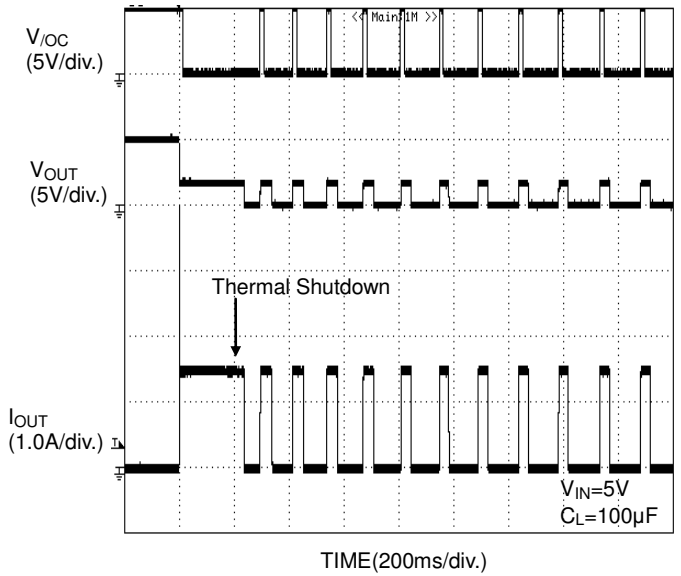 << Main:1M >>
V/OC
(5V/div.)
VOUT
(5V/div.)
Thermal Shutdown
IOUT
(1.0A/div.)
T
VIN=5V
CL=100µF
TIME(200ms/div.)